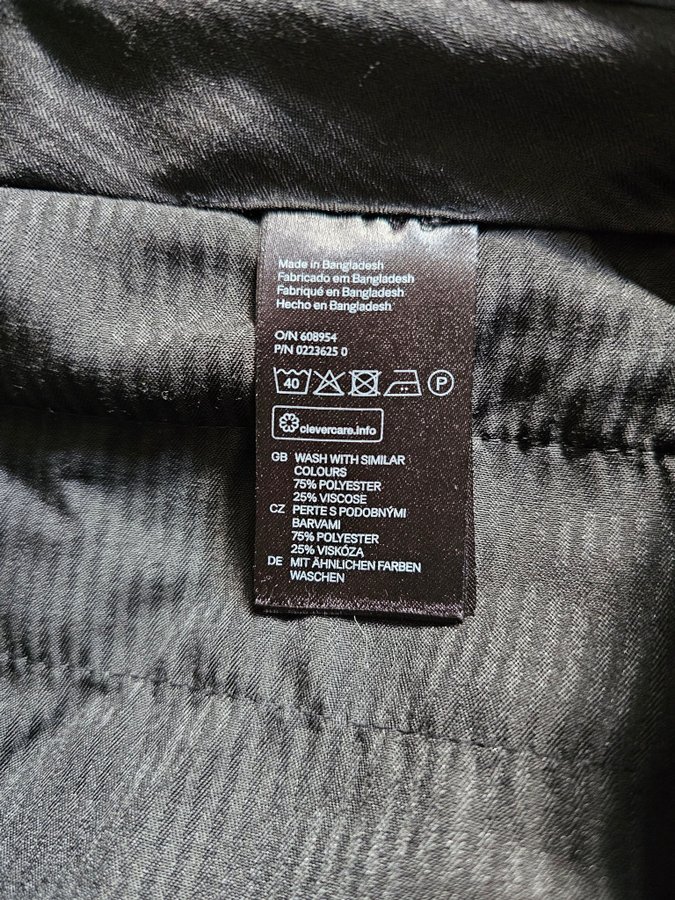 Made in Bangladesh
Fabricado em Bangladesh
Fabriqué en Bangladesh
Hecho en Bangladesh
O/N 608954
P/N 0223625 0
40 P
clevercare.info
GB WASH WITH SIMILAR
COLOURS
75% POLYESTER
25% VISCOSE
CZ PERTE S PODOBNÝMI
BARVAMI
75% POLYESTER
25% VISKÓZA
DE MIT ÄHNLICHEN FARBEN
WASCHEN